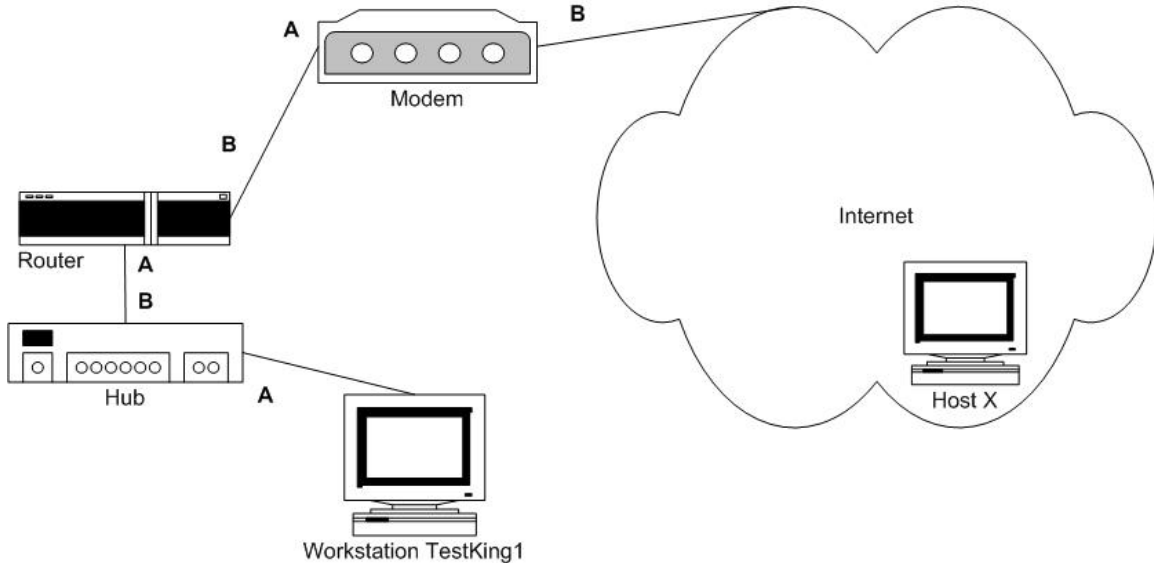 B
A
Modem
B
Internet
Router
A
B
Hub
A
Host X
Workstation TestKing1